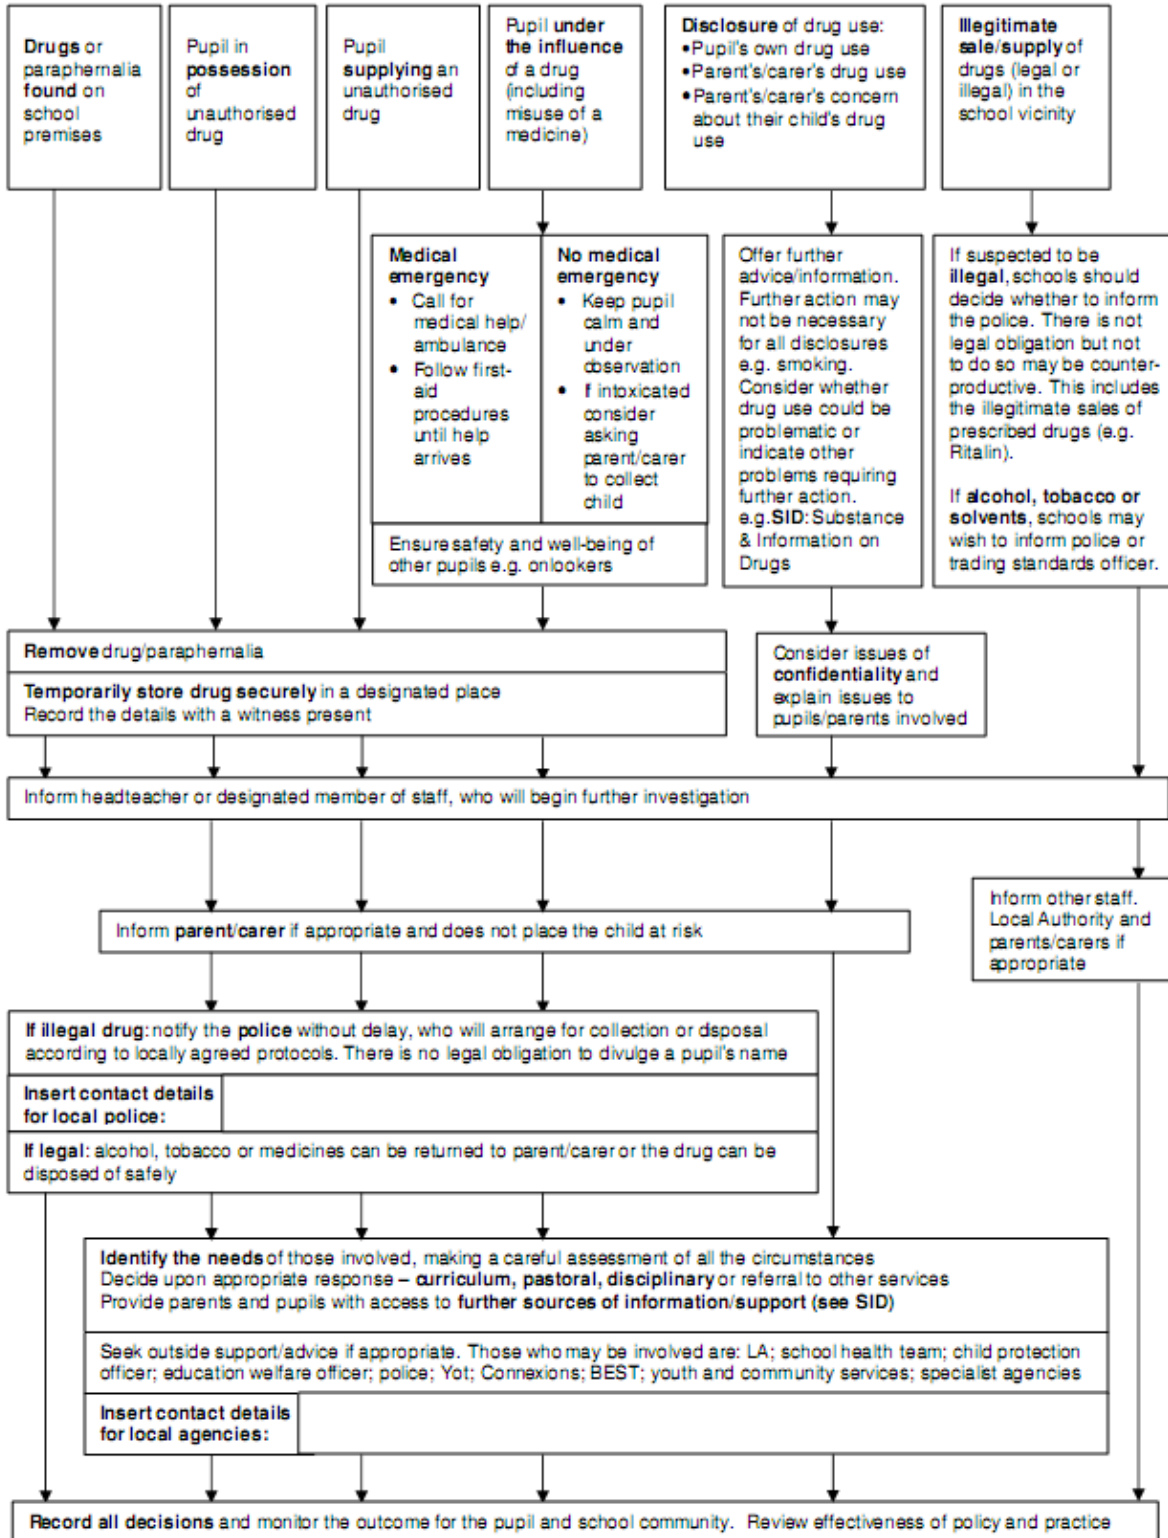 Drugs or
paraphernalia
found on
school
premises
Pupil in
possession
of
unauthorised
drug
Pupil
supplying an
unauthorised
drug
Pupil under
the influence
of a drug
(including
misuse of a
medicine)
Disclosure of drug use:
•Pupil's own drug use
•Parent's/carer's drug use
•Parent's/carer's concern
about their child's drug
use
Illegitimate
sale/supply of
drugs (legal or
illegal) in the
school vicinity
Medical
emergency
• Call for
medical help/
ambulance
• Follow first-
aid
procedures
until help
arrives
No medical
emergency
• Keep pupil
calm and
under
observation
• If intoxicated
consider
asking
parent/carer
to collect
child
Ensure safety and well-being of
other pupils e.g. onlookers
Offer further
advice/information.
Further action may
not be necessary
for all disclosures
e.g. smoking.
Consider whether
drug use could be
problematic or
indicate other
problems requiring
further action.
e.g.SID: Substance
& Information on
Drugs
If suspected to be
illegal, schools should
decide whether to inform
the police. There is not
legal obligation but not
to do so may be counter-
productive. This includes
the illegitimate sales of
prescribed drugs (e.g.
Ritalin).
If alcohol, tobacco or
solvents, schools may
wish to inform police or
trading standards officer.
Remove drug/paraphernalia
Temporarily store drug securely in a designated place
Record the details with a witness present
Consider issues of
confidentiality and
explain issues to
pupils/parents involved
Inform headteacher or designated member of staff, who will begin further investigation
Inform other staff.
Local Authority and
parents/carers if
appropriate
Inform parent/carer if appropriate and does not place the child at risk
If illegal drug: notify the police without delay, who will arrange for collection or disposal
according to locally agreed protocols. There is no legal obligation to divulge a pupil's name
Insert contact details
for local police:
If legal: alcohol, tobacco or medicines can be returned to parent/carer or the drug can be
disposed of safely
Identify the needs of those involved, making a careful assessment of all the circumstances
Decide upon appropriate response – curriculum, pastoral, disciplinary or referral to other services
Provide parents and pupils with access to further sources of information/support (see SID)
Seek outside support/advice if appropriate. Those who may be involved are: LA; school health team; child protection
officer; education welfare officer; police; Yot; Connexions; BEST; youth and community services; specialist agencies
Insert contact details
for local agencies:
Record all decisions and monitor the outcome for the pupil and school community. Review effectiveness of policy and practice